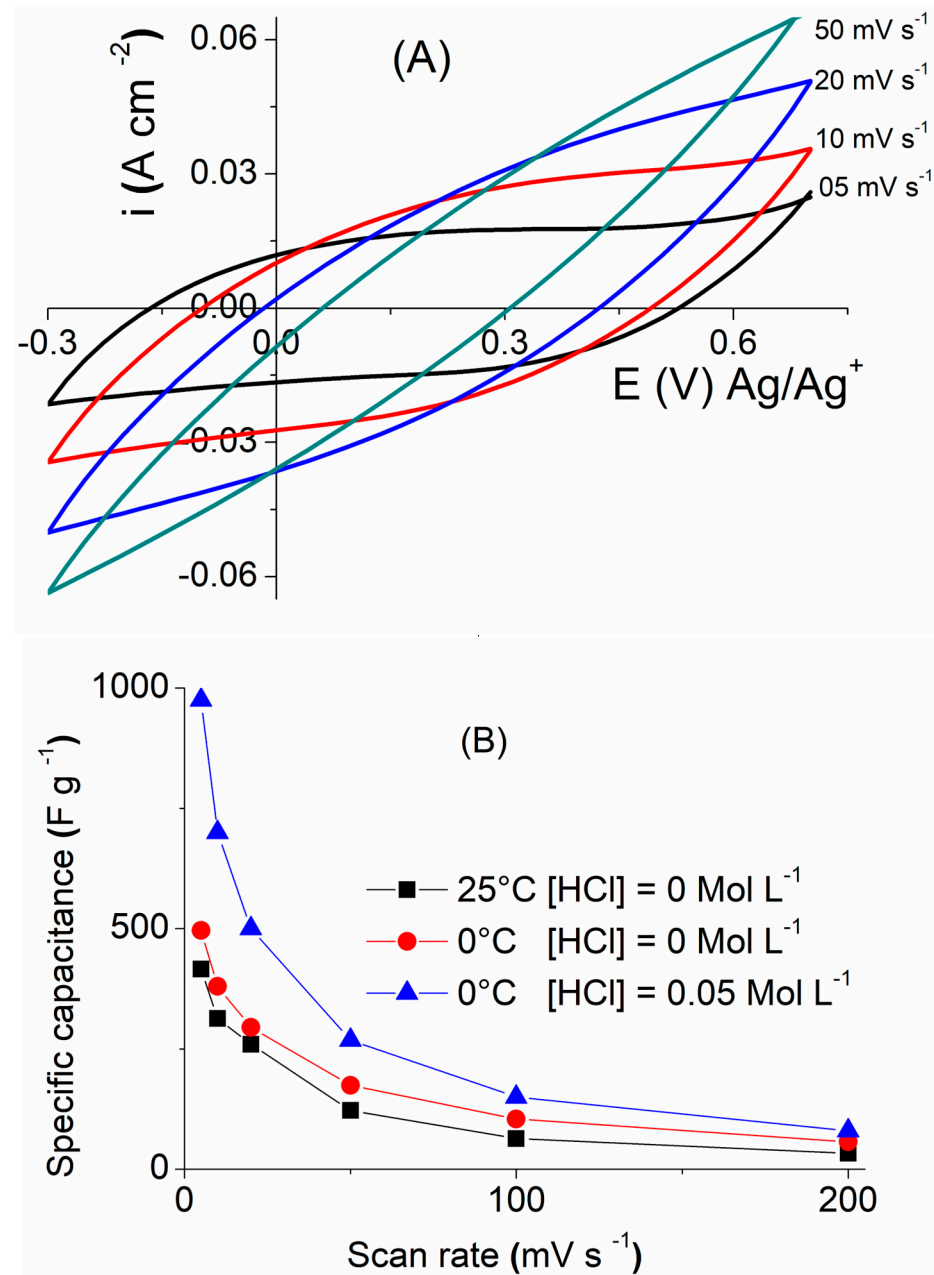 50 mV s⁻¹
0.06
(A)
i (A cm ⁻²)
20 mV s⁻¹
10 mV s⁻¹
0.03
05 mV s⁻¹
0.00
-0.3
0.0
0.3
0.6
E (V) Ag/Ag⁺
-0.03
-0.06
1000
(B)
Specific capacitance (F g ⁻¹)
25°C [HCl] = 0 Mol L⁻¹
500
0°C [HCl] = 0 Mol L⁻¹
0°C [HCl] = 0.05 Mol L⁻¹
0
0
100
200
Scan rate (mV s ⁻¹)